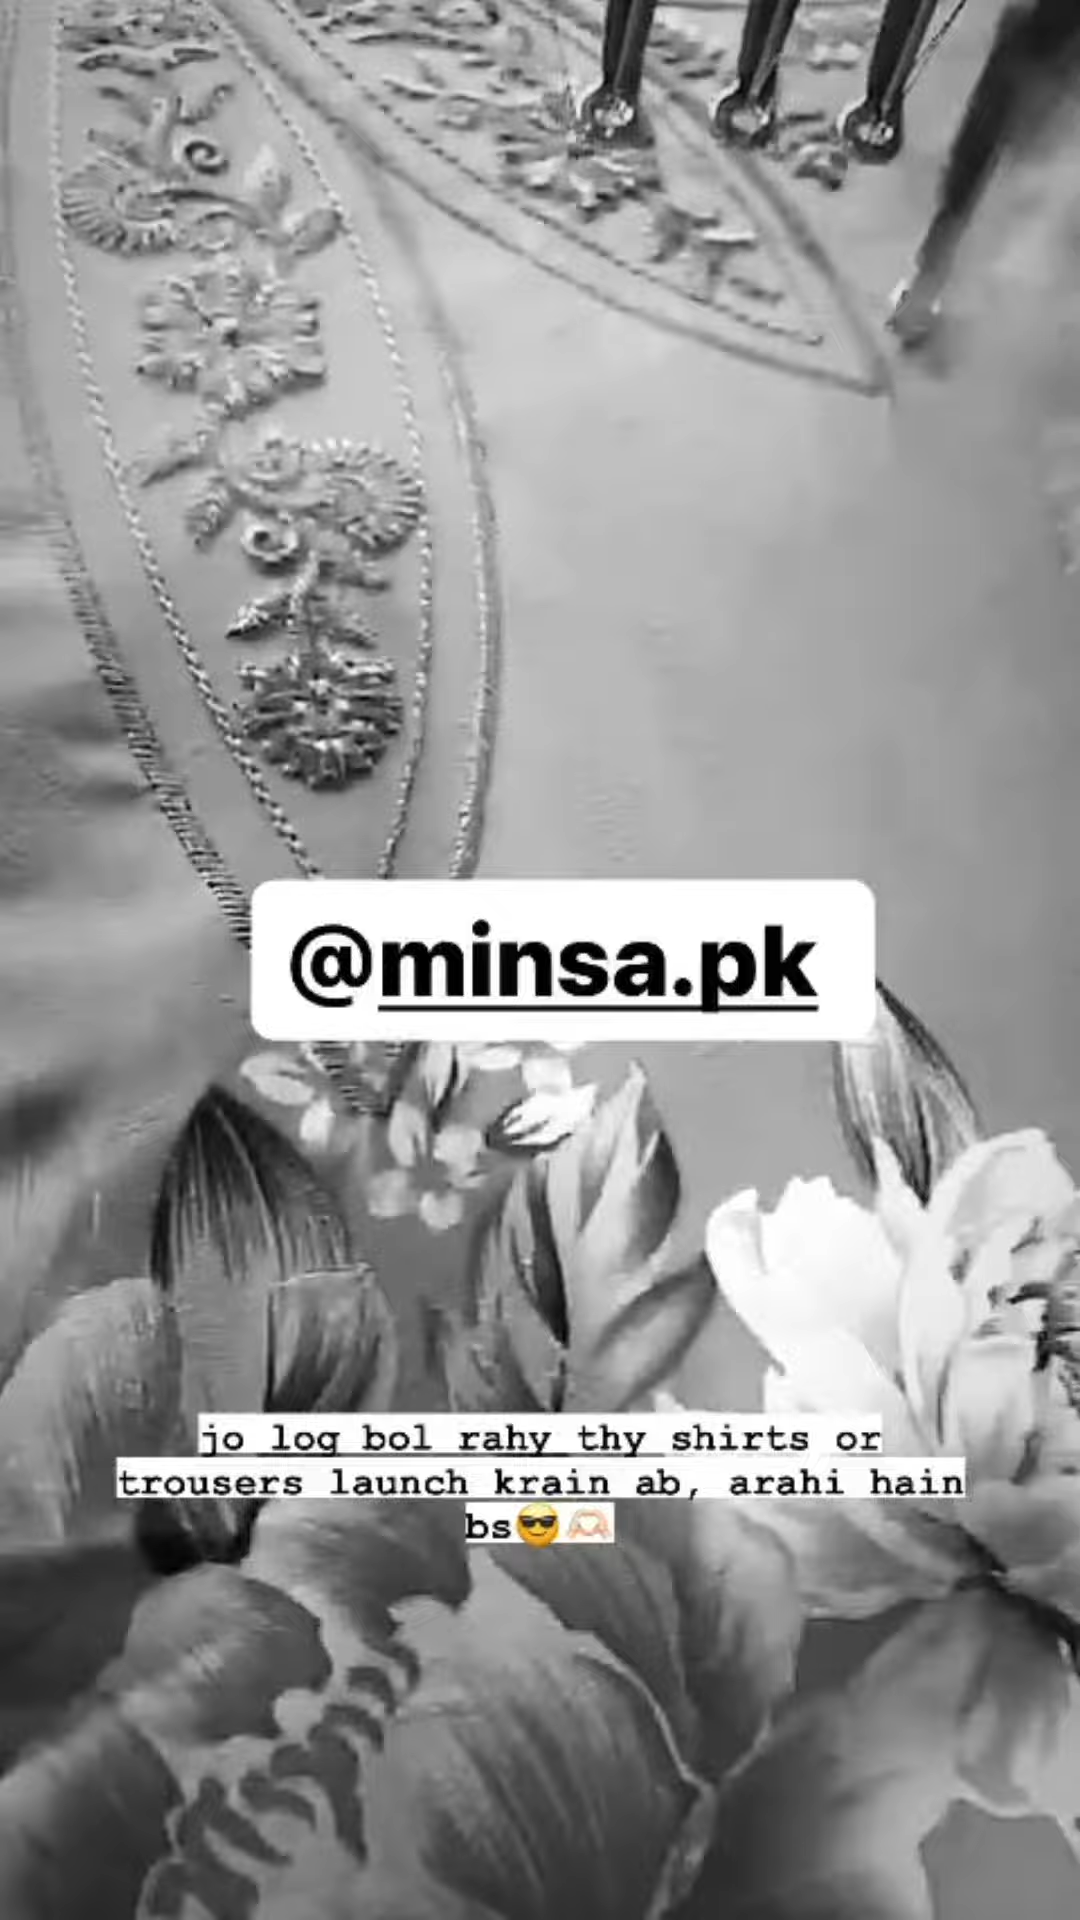 @minsa.pk
jo log bol rahy thy shirts or
trousers launch krain ab, arahi hain
bs😎🫶🏻